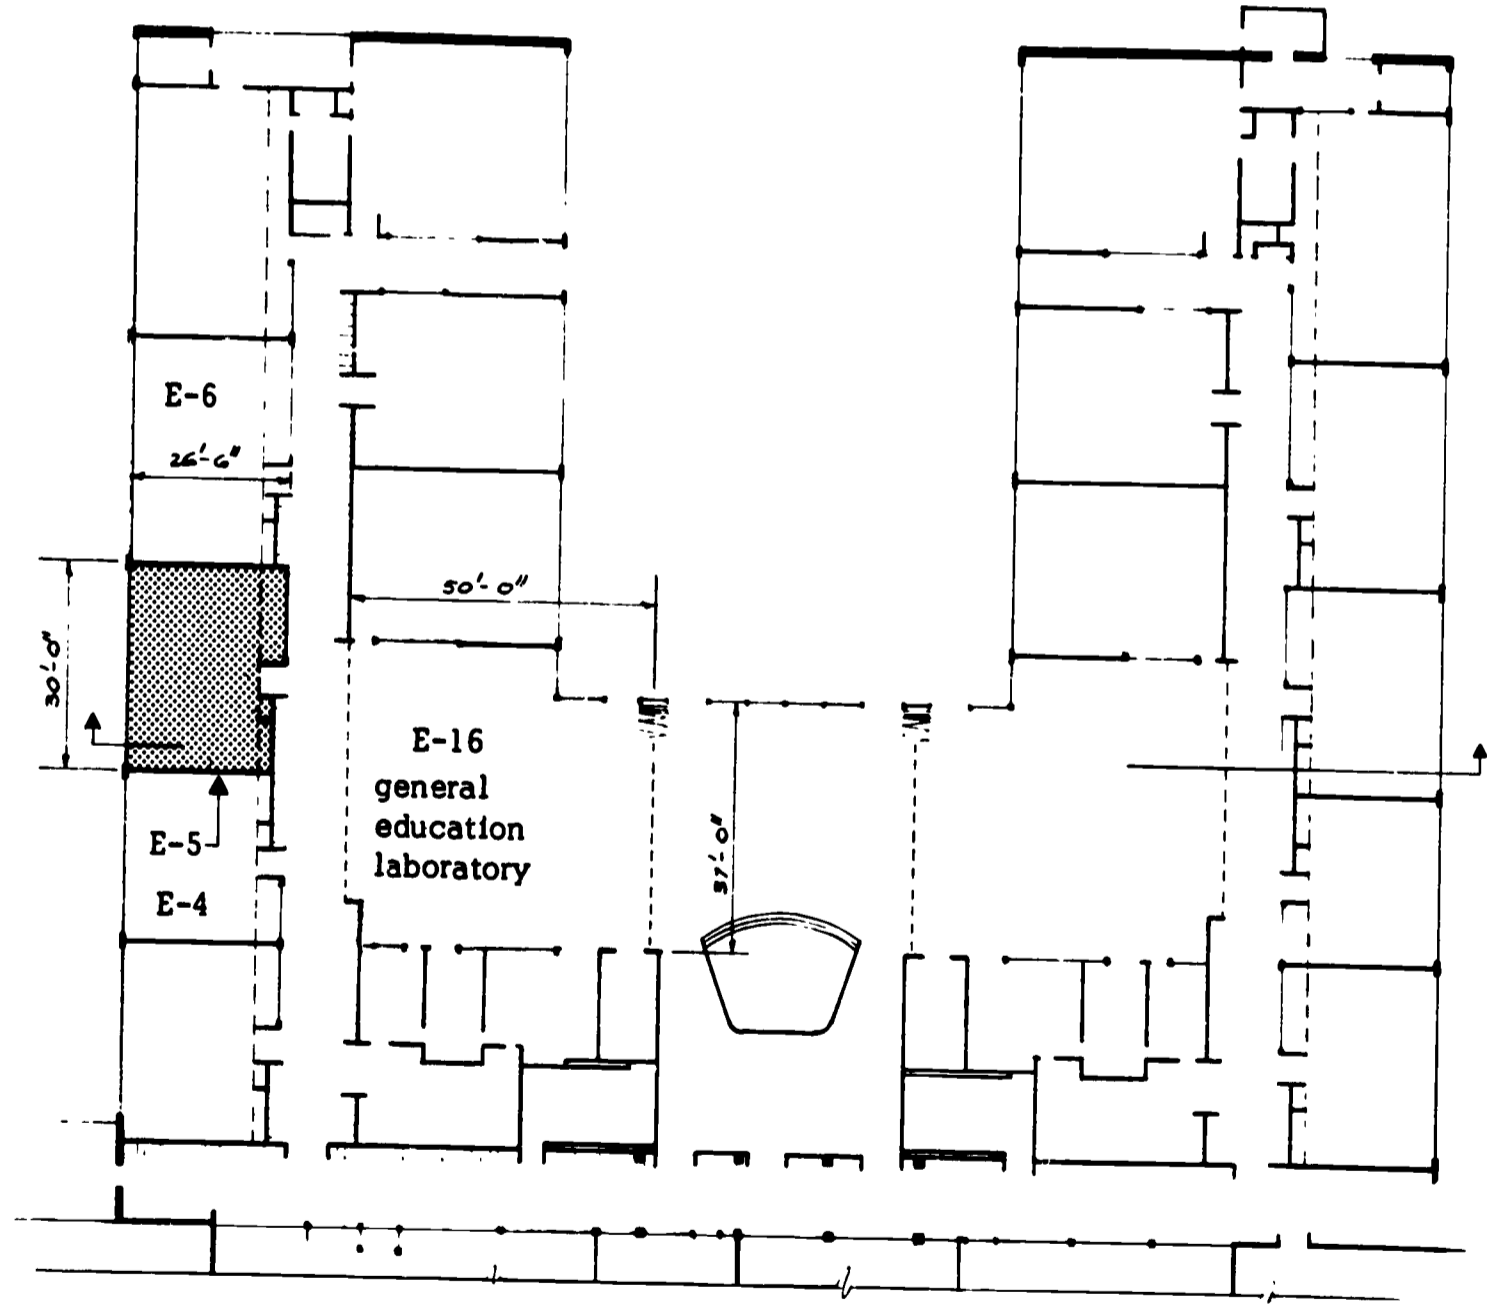 E-6
26'-6"
50'-0"
30'-0"
E-16
general
education
laboratory
37'-0"
E-5
E-4